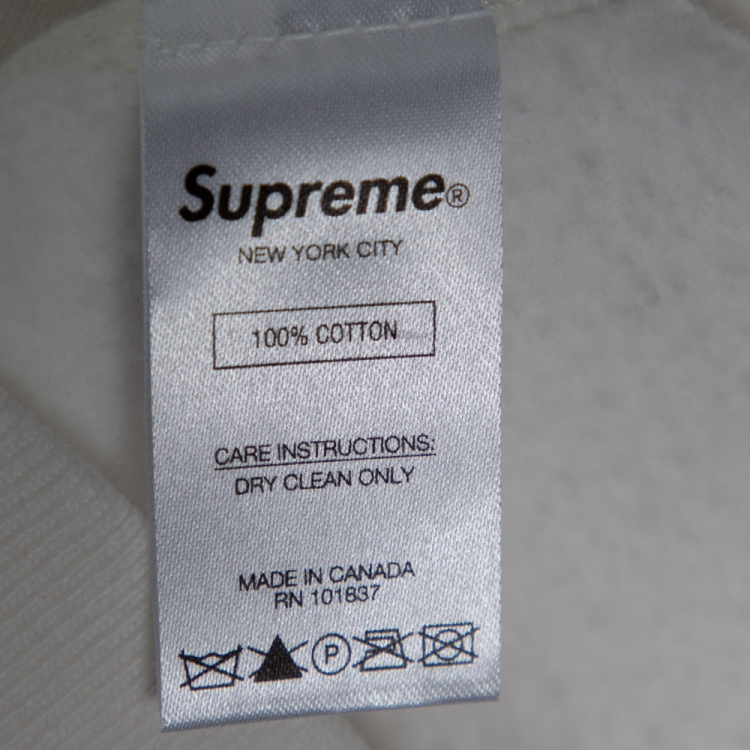 Supreme®
NEW YORK CITY
100% COTTON
CARE INSTRUCTIONS:
DRY CLEAN ONLY
MADE IN CANADA
RN 101837
P